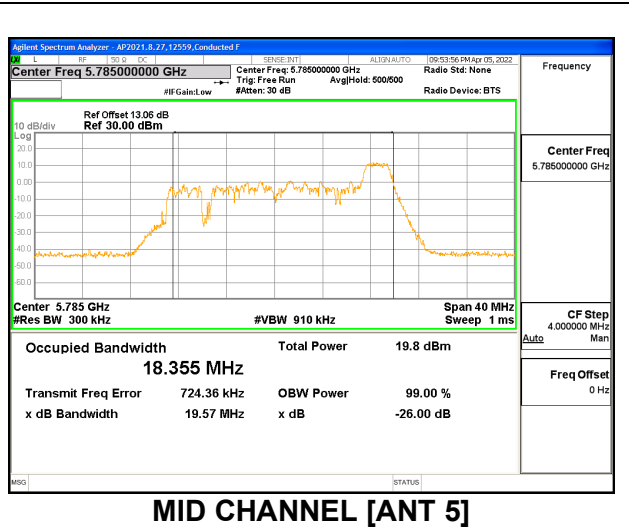 Agilent Spectrum Analyzer - AP2021.8.27,12559,Conducted F
L RF 50 Ω DC SENSE:INT ALIGN AUTO 09:53:56 PM Apr 05, 2022
Center Freq 5.785000000 GHz
Center Freq: 5.785000000 GHz
Radio Std: None
Trig: Free Run Avg|Hold: 500/500
#IFGain:Low #Atten: 30 dB Radio Device: BTS
Frequency
Ref Offset 13.06 dB
10 dB/div Ref 30.00 dBm
Log
20.0
10.0
0.00
-10.0
-20.0
-30.0
-40.0
-50.0
-60.0
Center Freq
5.785000000 GHz
Center 5.785 GHz Span 40 MHz
#Res BW 300 kHz #VBW 910 kHz Sweep 1 ms
CF Step
4.000000 MHz
Auto Man
Occupied Bandwidth Total Power 19.8 dBm
18.355 MHz
Freq Offset
0 Hz
Transmit Freq Error 724.36 kHz OBW Power 99.00 %
x dB Bandwidth 19.57 MHz x dB -26.00 dB
MSG STATUS
MID CHANNEL [ANT 5]